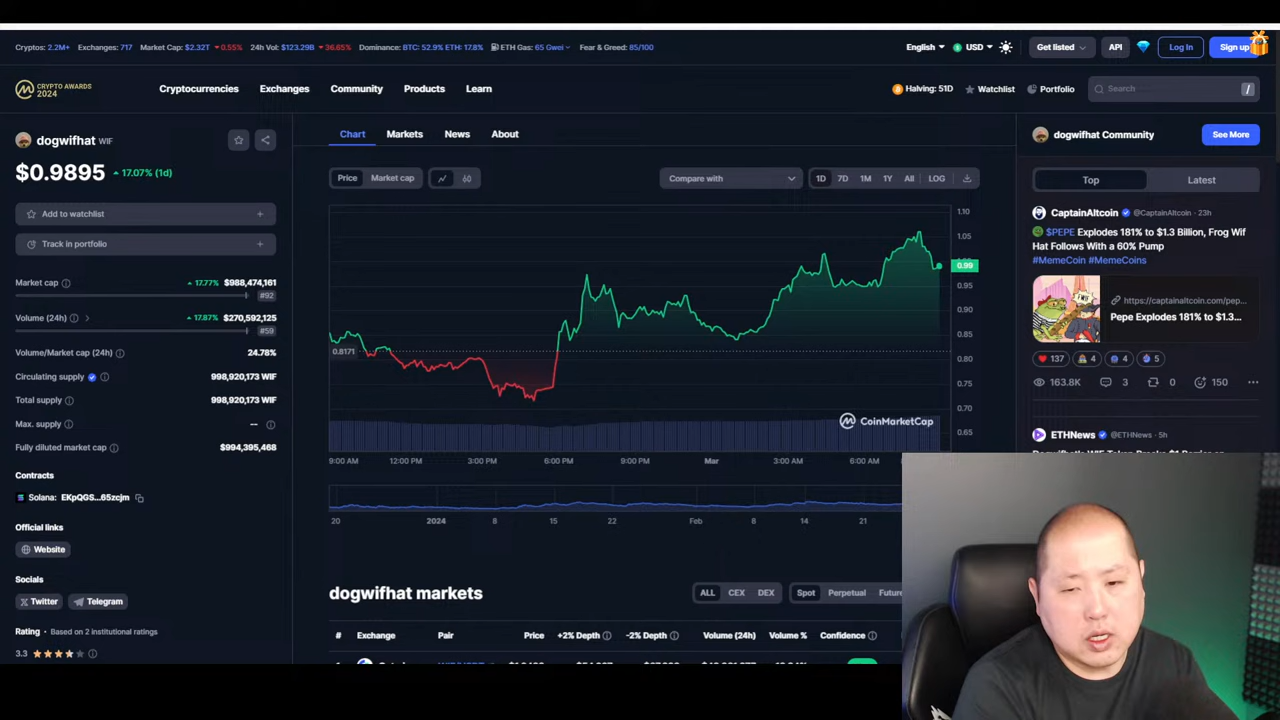 Cryptos: 2.2M+ Exchanges: 717 Market Cap: $2.32T 0.55% 24h Vol: $123.29B 36.65% Dominance: BTC: 52.9% ETH: 17.8% ETH Gas: 65 Gwei Fear & Greed: 85/100
English USD Get listed API Log In Sign up
CRYPTO AWARDS
2024
Cryptocurrencies Exchanges Community Products Learn
Halving: 51D Watchlist Portfolio Search /
dogwifhat WIF
$0.9895 17.07% (1d)
Add to watchlist +
Track in portfolio +
Market cap 17.77% $988,474,161
#92
Volume (24h) 17.87% $270,592,125
#59
Volume/Market cap (24h) 24.78%
Circulating supply 998,920,173 WIF
Total supply 998,920,173 WIF
Max. supply --
Fully diluted market cap $994,395,468
Contracts
Solana: EKpQGS...65zcjm
Official links
Website
Socials
Twitter Telegram
Rating · Based on 2 institutional ratings
3.3
Chart Markets News About
Price Market cap
Compare with 1D 7D 1M 1Y All LOG
1.10
1.05
0.99
0.95
0.90
0.85
0.8171
0.80
0.75
0.70
0.65
CoinMarketCap
9:00 AM 12:00 PM 3:00 PM 6:00 PM 9:00 PM Mar 3:00 AM 6:00 AM
20 2024 8 15 22 Feb 8 14 21
dogwifhat markets
ALL CEX DEX Spot Perpetual
# Exchange Pair Price +2% Depth -2% Depth Volume (24h) Volume % Confidence
dogwifhat Community See More
Top Latest
CaptainAltcoin @CaptainAltcoin · 23h
$PEPE Explodes 181% to $1.3 Billion, Frog Wif
Hat Follows With a 60% Pump
#MemeCoin #MemeCoins
https://captainaltcoin.com/pep...
Pepe Explodes 181% to $1.3...
137 4 4 5
163.8K 3 0 150
ETHNews @ETHNews · 5h